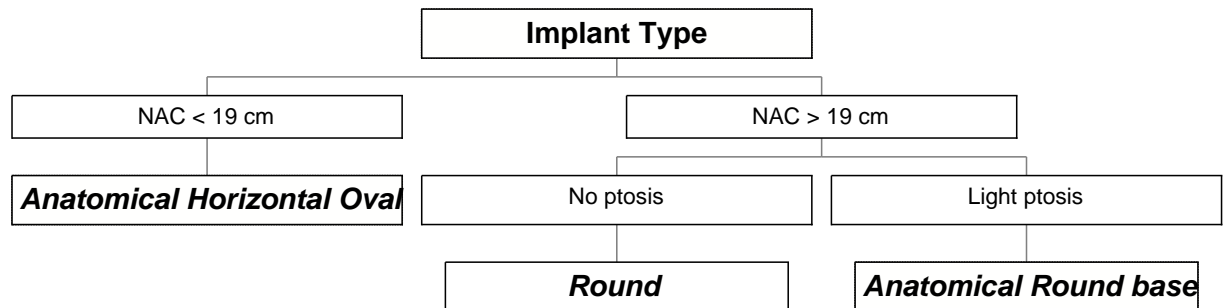 Implant Type
NAC < 19 cm
NAC > 19 cm
Anatomical Horizontal Oval
No ptosis
Light ptosis
Round
Anatomical Round base